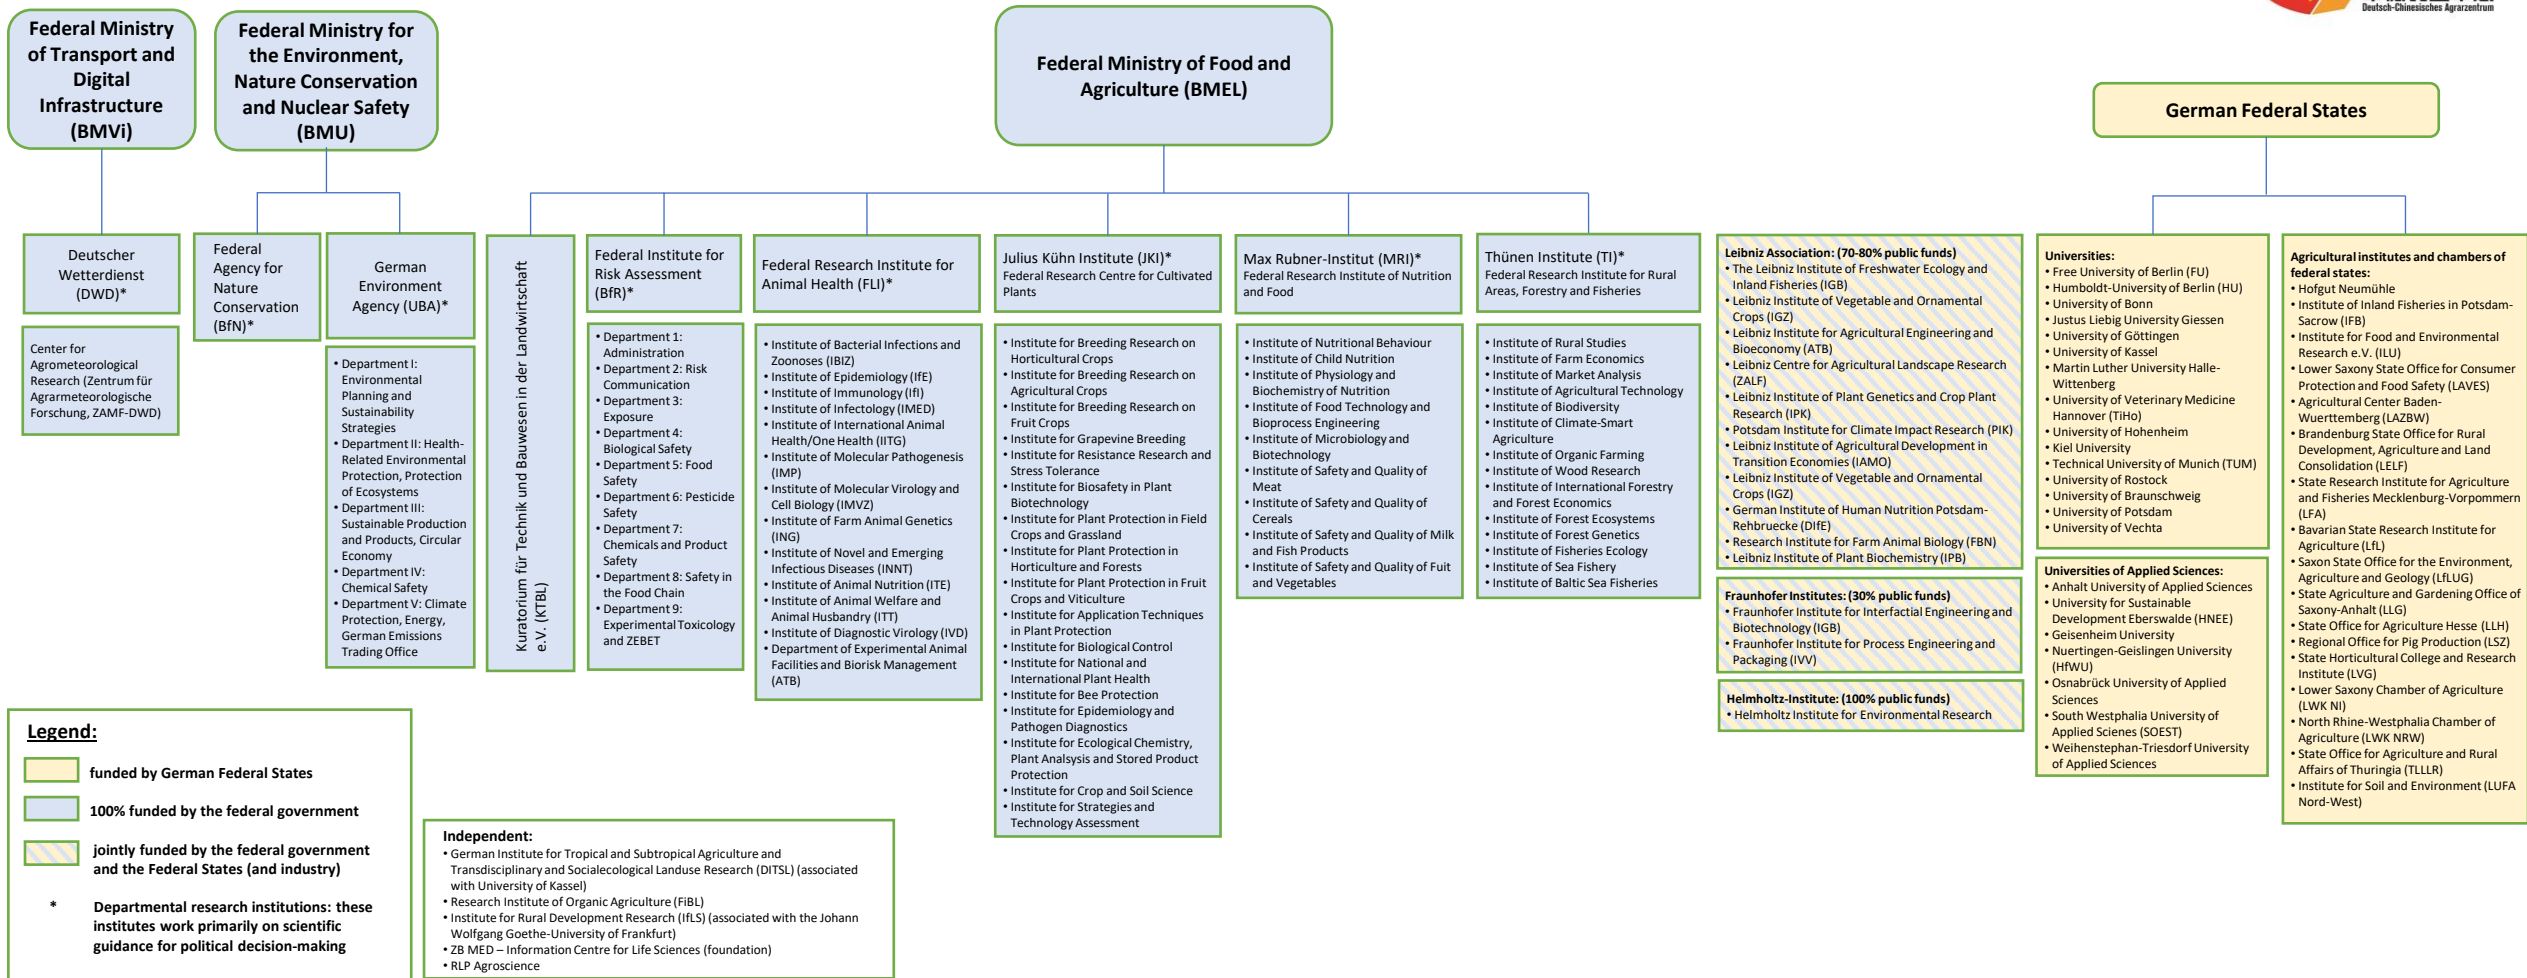 Deutsch-Chinesisches Agrarzentrum
Federal Ministry
of Transport and
Digital
Infrastructure
(BMVi)
Federal Ministry for
the Environment,
Nature Conservation
and Nuclear Safety
(BMU)
Federal Ministry of Food and
Agriculture (BMEL)
German Federal States
Deutscher
Wetterdienst
(DWD)*
Center for
Agrometeorological
Research (Zentrum für
Agrarmeteorologische
Forschung, ZAMF-DWD)
Federal
Agency for
Nature
Conservation
(BfN)*
German
Environment
Agency (UBA)*
• Department I:
Environmental
Planning and
Sustainability
Strategies
• Department II: Health-
Related Environmental
Protection, Protection
of Ecosystems
• Department III:
Sustainable Production
and Products, Circular
Economy
• Department IV:
Chemical Safety
• Department V: Climate
Protection, Energy,
German Emissions
Trading Office
Kuratorium für Technik und Bauwesen in der Landwirtschaft
e.V. (KTBL)
Federal Institute for
Risk Assessment
(BfR)*
• Department 1:
Administration
• Department 2: Risk
Communication
• Department 3:
Exposure
• Department 4:
Biological Safety
• Department 5: Food
Safety
• Department 6: Pesticide
Safety
• Department 7:
Chemicals and Product
Safety
• Department 8: Safety in
the Food Chain
• Department 9:
Experimental Toxicology
and ZEBET
Federal Research Institute for
Animal Health (FLI)*
• Institute of Bacterial Infections and
Zoonoses (IBIZ)
• Institute of Epidemiology (IfE)
• Institute of Immunology (IfI)
• Institute of Infectology (IMED)
• Institute of International Animal
Health/One Health (IITG)
• Institute of Molecular Pathogenesis
(IMP)
• Institute of Molecular Virology and
Cell Biology (IMVZ)
• Institute of Farm Animal Genetics
(ING)
• Institute of Novel and Emerging
Infectious Diseases (INNT)
• Institute of Animal Nutrition (ITE)
• Institute of Animal Welfare and
Animal Husbandry (ITT)
• Institute of Diagnostic Virology (IVD)
• Department of Experimental Animal
Facilities and Biorisk Management
(ATB)
Julius Kühn Institute (JKI)*
Federal Research Centre for Cultivated
Plants
• Institute for Breeding Research on
Horticultural Crops
• Institute for Breeding Research on
Agricultural Crops
• Institute for Breeding Research on
Fruit Crops
• Institute for Grapevine Breeding
• Institute for Resistance Research and
Stress Tolerance
• Institute for Biosafety in Plant
Biotechnology
• Institute for Plant Protection in Field
Crops and Grassland
• Institute for Plant Protection in
Horticulture and Forests
• Institute for Plant Protection in Fruit
Crops and Viticulture
• Institute for Application Techniques
in Plant Protection
• Institute for Biological Control
• Institute for National and
International Plant Health
• Institute for Bee Protection
• Institute for Epidemiology and
Pathogen Diagnostics
• Institute for Ecological Chemistry,
Plant Analsysis and Stored Product
Protection
• Institute for Crop and Soil Science
• Institute for Strategies and
Technology Assessment
Max Rubner-Institut (MRI)*
Federal Research Institute of Nutrition
and Food
• Institute of Nutritional Behaviour
• Institute of Child Nutrition
• Institute of Physiology and
Biochemistry of Nutrition
• Institute of Food Technology and
Bioprocess Engineering
• Institute of Microbiology and
Biotechnology
• Institute of Safety and Quality of
Meat
• Institute of Safety and Quality of
Cereals
• Institute of Safety and Quality of Milk
and Fish Products
• Institute of Safety and Quality of Fuit
and Vegetables
Thünen Institute (TI)*
Federal Research Institute for Rural
Areas, Forestry and Fisheries
• Institute of Rural Studies
• Institute of Farm Economics
• Institute of Market Analysis
• Institute of Agricultural Technology
• Institute of Biodiversity
• Institute of Climate-Smart
Agriculture
• Institute of Organic Farming
• Institute of Wood Research
• Institute of International Forestry
and Forest Economics
• Institute of Forest Ecosystems
• Institute of Forest Genetics
• Institute of Fisheries Ecology
• Institute of Sea Fishery
• Institute of Baltic Sea Fisheries
Leibniz Association: (70-80% public funds)
• The Leibniz Institute of Freshwater Ecology and
Inland Fisheries (IGB)
• Leibniz Institute of Vegetable and Ornamental
Crops (IGZ)
• Leibniz Institute for Agricultural Engineering and
Bioeconomy (ATB)
• Leibniz Centre for Agricultural Landscape Research
(ZALF)
• Leibniz Institute of Plant Genetics and Crop Plant
Research (IPK)
• Potsdam Institute for Climate Impact Research (PIK)
• Leibniz Institute of Agricultural Development in
Transition Economies (IAMO)
• Leibniz Institute of Vegetable and Ornamental
Crops (IGZ)
• German Institute of Human Nutrition Potsdam-
Rehbruecke (DIfE)
• Research Institute for Farm Animal Biology (FBN)
• Leibniz Institute of Plant Biochemistry (IPB)
Fraunhofer Institutes: (30% public funds)
• Fraunhofer Institute for Interfactial Engineering and
Biotechnology (IGB)
• Fraunhofer Institute for Process Engineering and
Packaging (IVV)
Helmholtz-Institute: (100% public funds)
• Helmholtz Institute for Environmental Research
Universities:
• Free University of Berlin (FU)
• Humboldt-University of Berlin (HU)
• University of Bonn
• Justus Liebig University Giessen
• University of Göttingen
• University of Kassel
• Martin Luther University Halle-
Wittenberg
• University of Veterinary Medicine
Hannover (TiHo)
• University of Hohenheim
• Kiel University
• Technical University of Munich (TUM)
• University of Rostock
• University of Braunschweig
• University of Potsdam
• University of Vechta
Universities of Applied Sciences:
• Anhalt University of Applied Sciences
• University for Sustainable
Development Eberswalde (HNEE)
• Geisenheim University
• Nuertingen-Geislingen University
(HfWU)
• Osnabrück University of Applied
Sciences
• South Westphalia University of
Applied Scienes (SOEST)
• Weihenstephan-Triesdorf University
of Applied Sciences
Agricultural institutes and chambers of
federal states:
• Hofgut Neumühle
• Institute of Inland Fisheries in Potsdam-
Sacrow (IFB)
• Institute for Food and Environmental
Research e.V. (ILU)
• Lower Saxony State Office for Consumer
Protection and Food Safety (LAVES)
• Agricultural Center Baden-
Wuerttemberg (LAZBW)
• Brandenburg State Office for Rural
Development, Agriculture and Land
Consolidation (LELF)
• State Research Institute for Agriculture
and Fisheries Mecklenburg-Vorpommern
(LFA)
• Bavarian State Research Institute for
Agriculture (LfL)
• Saxon State Office for the Environment,
Agriculture and Geology (LfLUG)
• State Agriculture and Gardening Office of
Saxony-Anhalt (LLG)
• State Office for Agriculture Hesse (LLH)
• Regional Office for Pig Production (LSZ)
• State Horticultural College and Research
Institute (LVG)
• Lower Saxony Chamber of Agriculture
(LWK NI)
• North Rhine-Westphalia Chamber of
Agriculture (LWK NRW)
• State Office for Agriculture and Rural
Affairs of Thuringia (TLLLR)
• Institute for Soil and Environment (LUFA
Nord-West)
Legend:
funded by German Federal States
100% funded by the federal government
jointly funded by the federal government
and the Federal States (and industry)
* Departmental research institutions: these
institutes work primarily on scientific
guidance for political decision-making
Independent:
• German Institute for Tropical and Subtropical Agriculture and
Transdisciplinary and Socialecological Landuse Research (DITSL) (associated
with University of Kassel)
• Research Institute of Organic Agriculture (FiBL)
• Institute for Rural Development Research (IfLS) (associated with the Johann
Wolfgang Goethe-University of Frankfurt)
• ZB MED – Information Centre for Life Sciences (foundation)
• RLP Agroscience